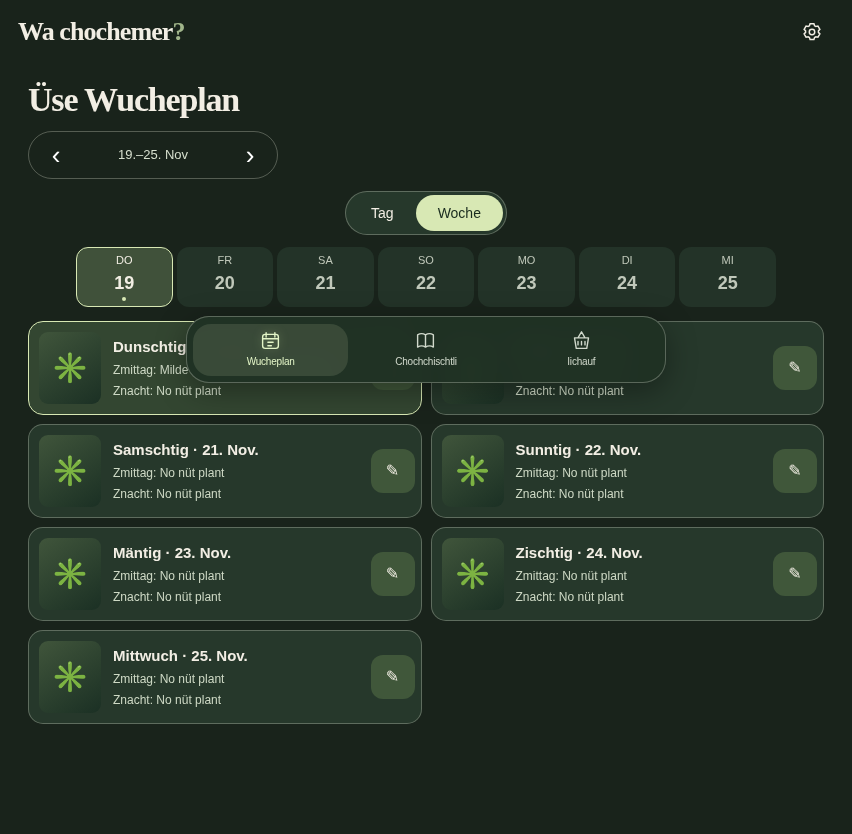 Wa chochemer?
Üse Wucheplan
‹ 19.–25. Nov ›
Tag Woche
DO FR SA SO MO DI MI
19 20 21 22 23 24 25
Dunschtig
Zmittag: Milde
Znacht: No nüt plant
Znacht: No nüt plant
Wucheplan Chochchischtli Iichauf
Samschtig · 21. Nov.
Zmittag: No nüt plant
Znacht: No nüt plant
Sunntig · 22. Nov.
Zmittag: No nüt plant
Znacht: No nüt plant
Mäntig · 23. Nov.
Zmittag: No nüt plant
Znacht: No nüt plant
Zischtig · 24. Nov.
Zmittag: No nüt plant
Znacht: No nüt plant
Mittwuch · 25. Nov.
Zmittag: No nüt plant
Znacht: No nüt plant